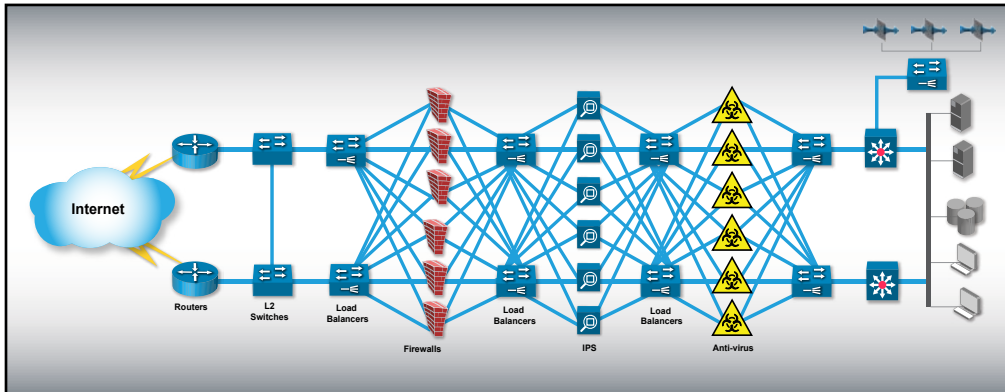 Internet
Routers
L2
Switches
Load
Balancers
Firewalls
Load
Balancers
IPS
Load
Balancers
Anti-virus